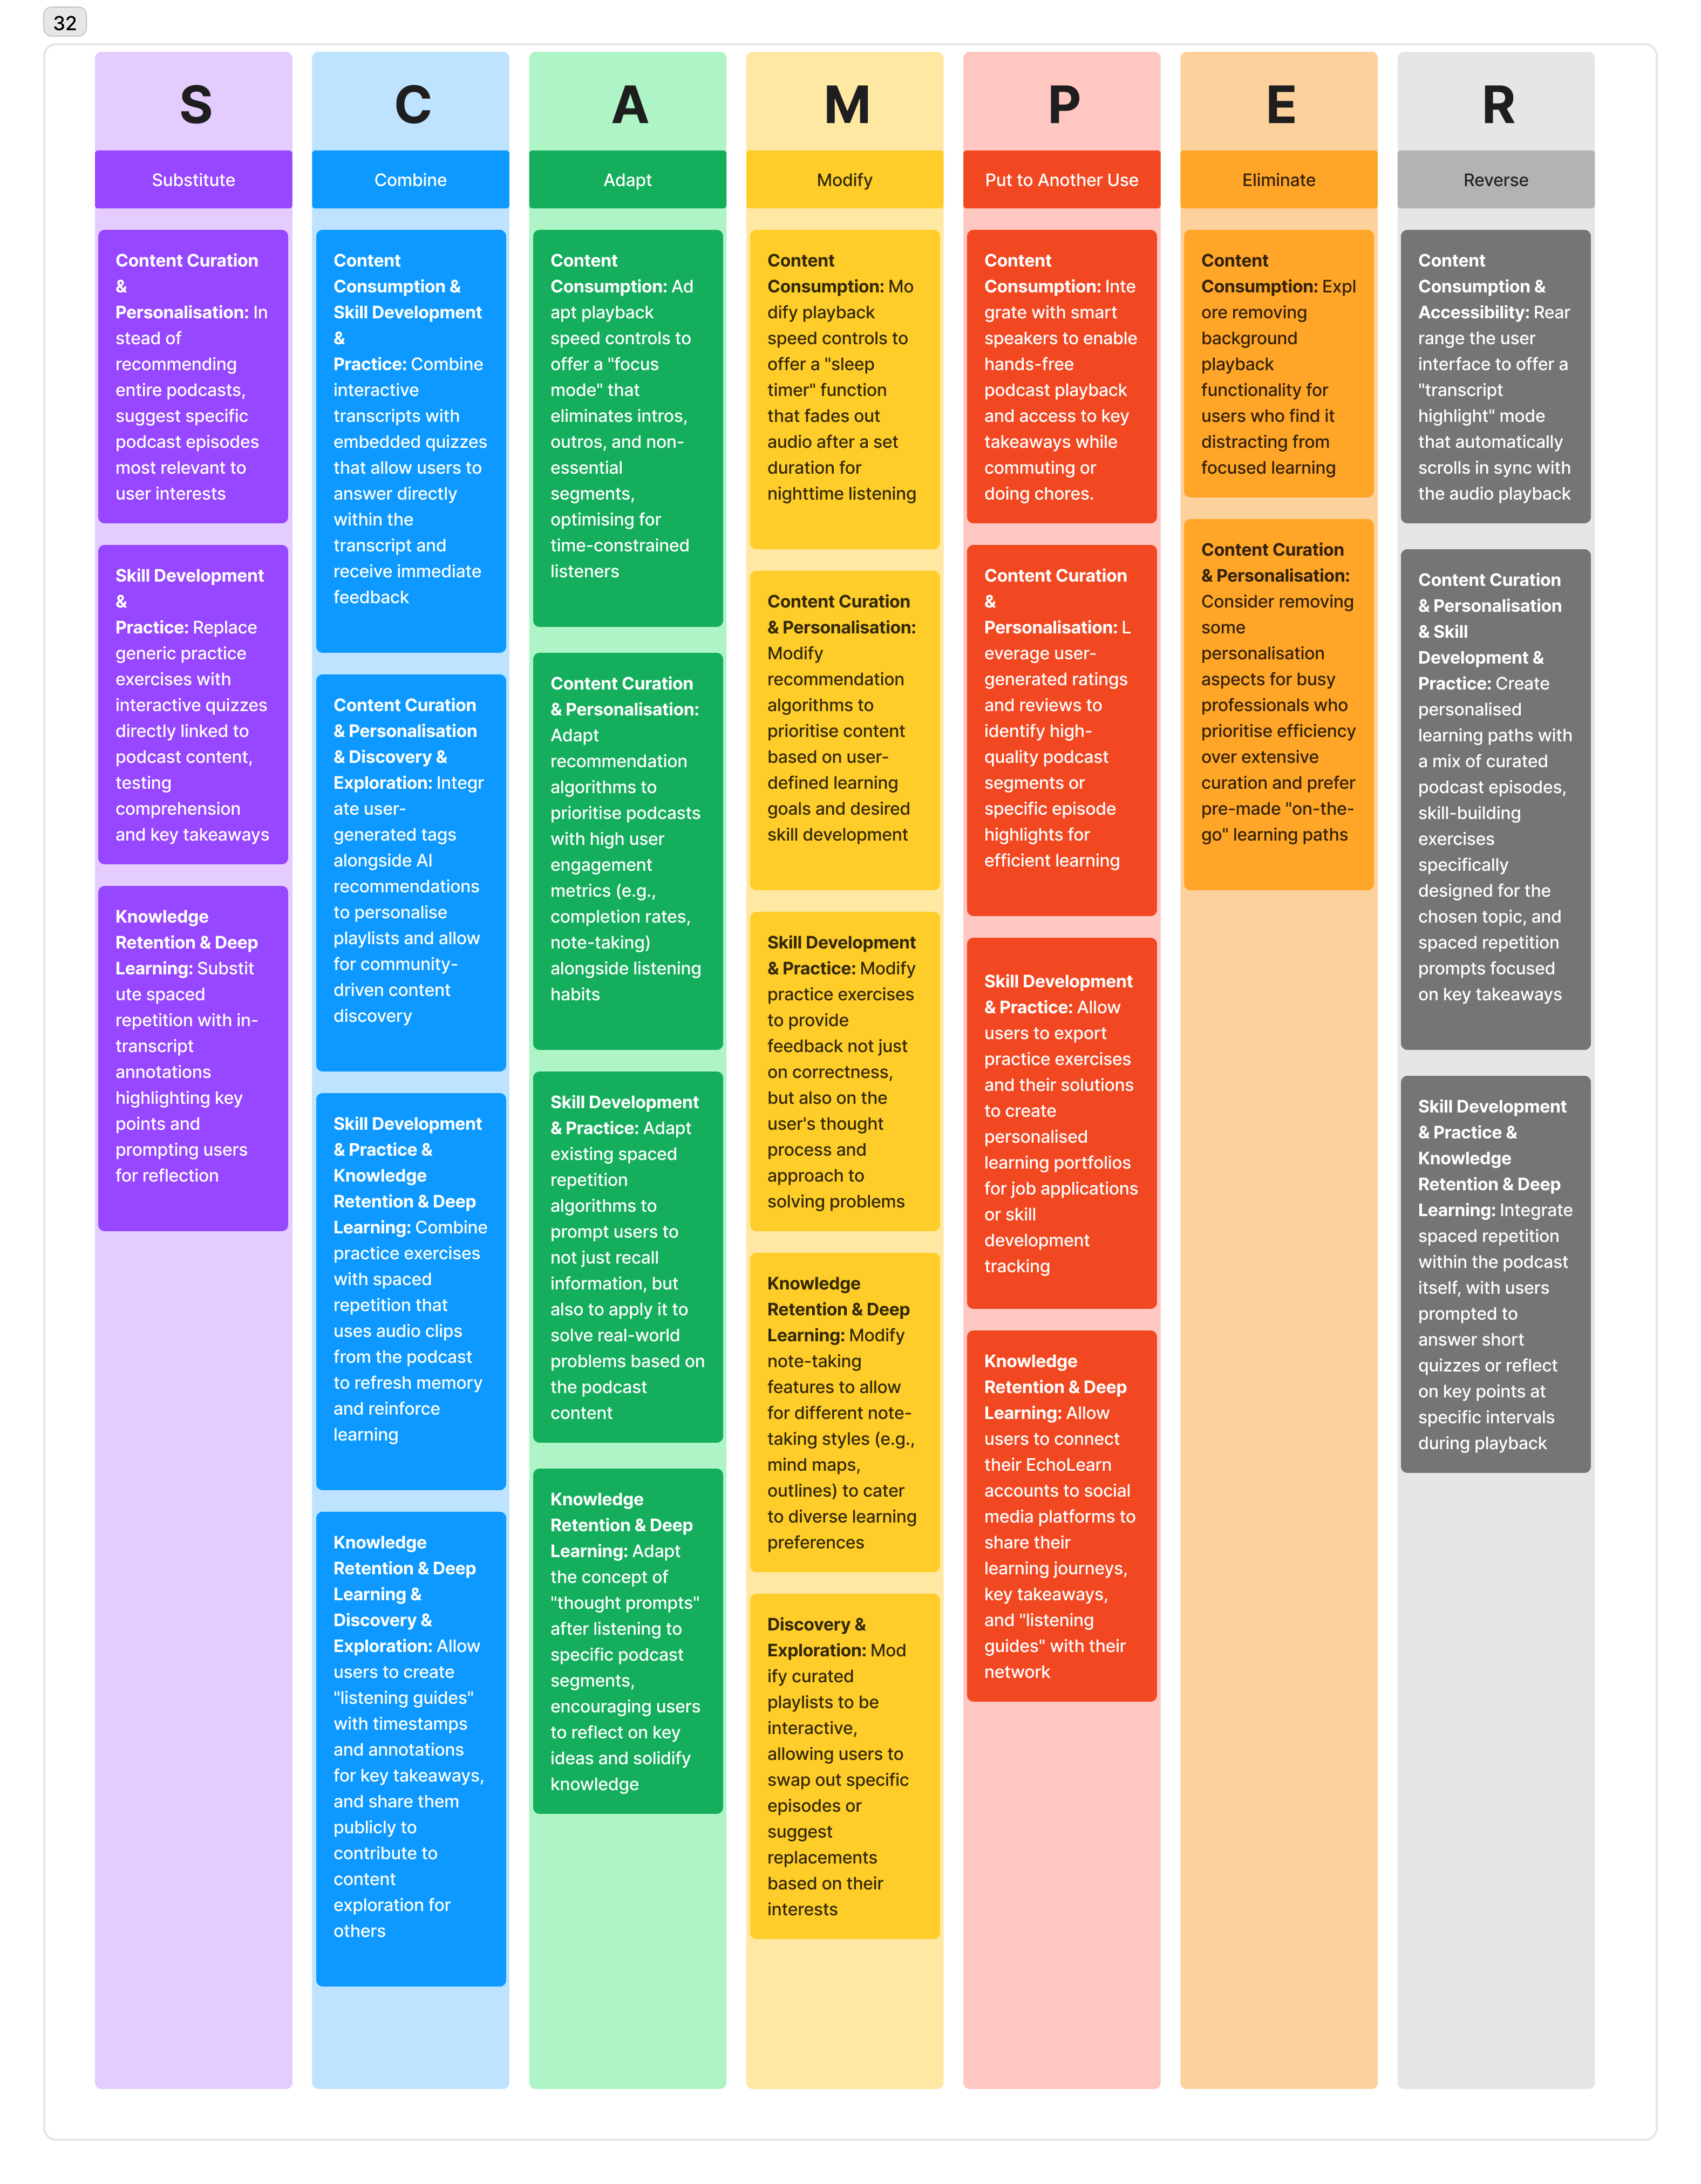 32
S
Substitute
Content Curation
&
Personalisation: In
stead of
recommending
entire podcasts,
suggest specific
podcast episodes
most relevant to
user interests
Skill Development
&
Practice: Replace
generic practice
exercises with
interactive quizzes
directly linked to
podcast content,
testing
comprehension
and key takeaways
Knowledge
Retention & Deep
Learning: Substit
ute spaced
repetition with in-
transcript
annotations
highlighting key
points and
prompting users
for reflection
C
Combine
Content
Consumption &
Skill Development
&
Practice: Combine
interactive
transcripts with
embedded quizzes
that allow users to
answer directly
within the
transcript and
receive immediate
feedback
Content Curation
& Personalisation
& Discovery &
Exploration: Integr
ate user-
generated tags
alongside AI
recommendations
to personalise
playlists and allow
for community-
driven content
discovery
Skill Development
& Practice &
Knowledge
Retention & Deep
Learning: Combine
practice exercises
with spaced
repetition that
uses audio clips
from the podcast
to refresh memory
and reinforce
learning
Knowledge
Retention & Deep
Learning &
Discovery &
Exploration: Allow
users to create
"listening guides"
with timestamps
and annotations
for key takeaways,
and share them
publicly to
contribute to
content
exploration for
others
A
Adapt
Content
Consumption: Ad
apt playback
speed controls to
offer a "focus
mode" that
eliminates intros,
outros, and non-
essential
segments,
optimising for
time-constrained
listeners
Content Curation
& Personalisation:
Adapt
recommendation
algorithms to
prioritise podcasts
with high user
engagement
metrics (e.g.,
completion rates,
note-taking)
alongside listening
habits
Skill Development
& Practice: Adapt
existing spaced
repetition
algorithms to
prompt users to
not just recall
information, but
also to apply it to
solve real-world
problems based on
the podcast
content
Knowledge
Retention & Deep
Learning: Adapt
the concept of
"thought prompts"
after listening to
specific podcast
segments,
encouraging users
to reflect on key
ideas and solidify
knowledge
M
Modify
Content
Consumption: Mo
dify playback
speed controls to
offer a "sleep
timer" function
that fades out
audio after a set
duration for
nighttime listening
Content Curation
& Personalisation:
Modify
recommendation
algorithms to
prioritise content
based on user-
defined learning
goals and desired
skill development
Skill Development
& Practice: Modify
practice exercises
to provide
feedback not just
on correctness,
but also on the
user's thought
process and
approach to
solving problems
Knowledge
Retention & Deep
Learning: Modify
note-taking
features to allow
for different note-
taking styles (e.g.,
mind maps,
outlines) to cater
to diverse learning
preferences
Discovery &
Exploration: Mod
ify curated
playlists to be
interactive,
allowing users to
swap out specific
episodes or
suggest
replacements
based on their
interests
P
Put to Another Use
Content
Consumption: Inte
grate with smart
speakers to enable
hands-free
podcast playback
and access to key
takeaways while
commuting or
doing chores.
Content Curation
&
Personalisation: L
everage user-
generated ratings
and reviews to
identify high-
quality podcast
segments or
specific episode
highlights for
efficient learning
Skill Development
& Practice: Allow
users to export
practice exercises
and their solutions
to create
personalised
learning portfolios
for job applications
or skill
development
tracking
Knowledge
Retention & Deep
Learning: Allow
users to connect
their EchoLearn
accounts to social
media platforms to
share their
learning journeys,
key takeaways,
and "listening
guides" with their
network
E
Eliminate
Content
Consumption: Expl
ore removing
background
playback
functionality for
users who find it
distracting from
focused learning
Content Curation
& Personalisation:
Consider removing
some
personalisation
aspects for busy
professionals who
prioritise efficiency
over extensive
curation and prefer
pre-made "on-the-
go" learning paths
R
Reverse
Content
Consumption &
Accessibility: Rear
range the user
interface to offer a
"transcript
highlight" mode
that automatically
scrolls in sync with
the audio playback
Content Curation
& Personalisation
& Skill
Development &
Practice: Create
personalised
learning paths with
a mix of curated
podcast episodes,
skill-building
exercises
specifically
designed for the
chosen topic, and
spaced repetition
prompts focused
on key takeaways
Skill Development
& Practice &
Knowledge
Retention & Deep
Learning: Integrate
spaced repetition
within the podcast
itself, with users
prompted to
answer short
quizzes or reflect
on key points at
specific intervals
during playback